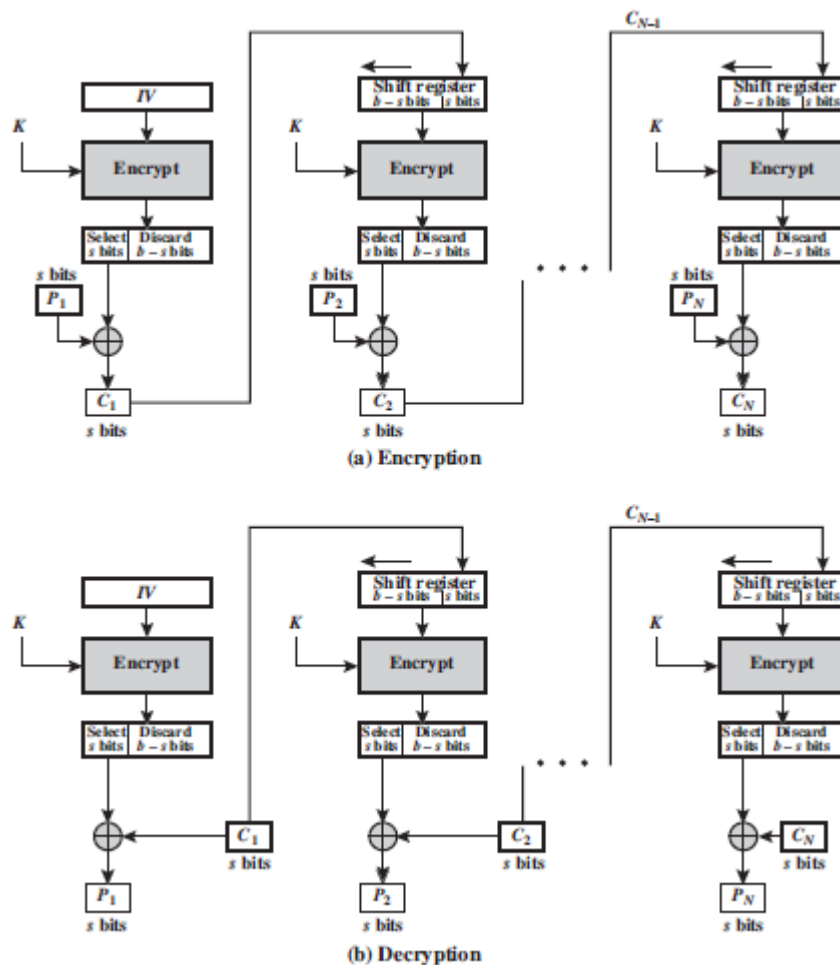 C_{N-1}
IV
Shift register
b – s bits | s bits
Shift register
b – s bits | s bits
K
K
K
Encrypt
Encrypt
Encrypt
Select
s bits
Discard
b – s bits
Select
s bits
Discard
b – s bits
Select
s bits
Discard
b – s bits
s bits
s bits
s bits
P_1
P_2
P_N
C_1
C_2
C_N
s bits
s bits
s bits
(a) Encryption
C_{N-1}
IV
Shift register
b – s bits | s bits
Shift register
b – s bits | s bits
K
K
K
Encrypt
Encrypt
Encrypt
Select
s bits
Discard
b – s bits
Select
s bits
Discard
b – s bits
Select
s bits
Discard
b – s bits
C_1
C_2
C_N
s bits
s bits
s bits
P_1
P_2
P_N
s bits
s bits
s bits
(b) Decryption